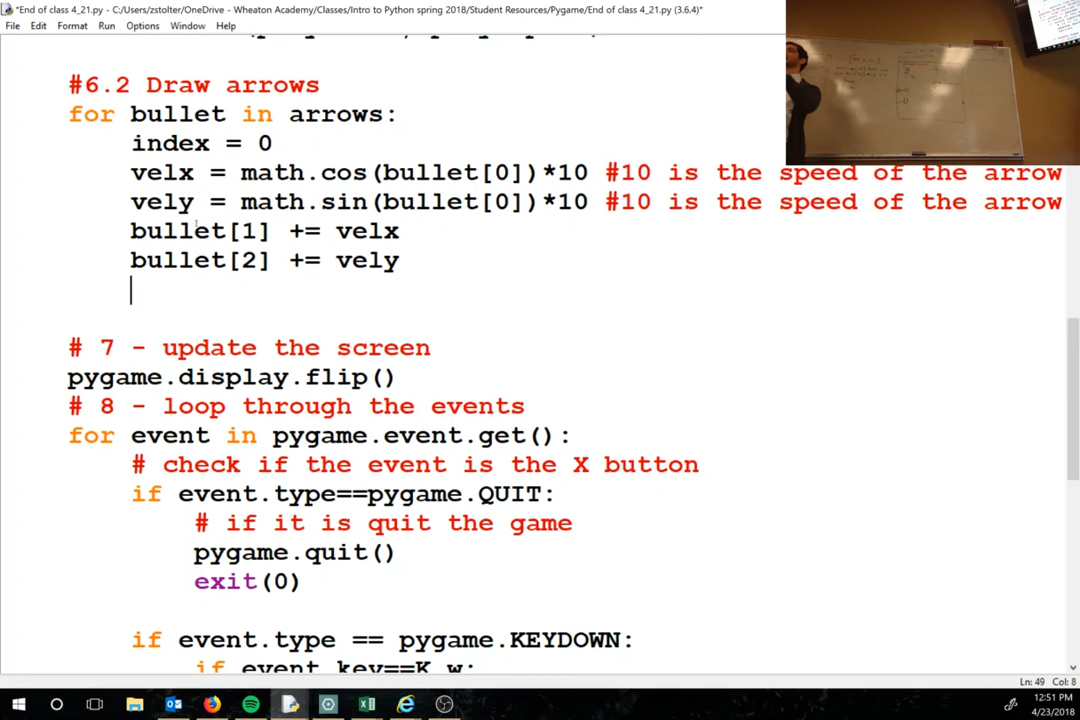 *End of class 4_21.py - C:/Users/zstolter/OneDrive - Wheaton Academy/Classes/Intro to Python spring 2018/Student Resources/Pygame/End of class 4_21.py (3.6.4)*
File Edit Format Run Options Window Help
#6.2 Draw arrows
for bullet in arrows:
index = 0
velx = math.cos(bullet[0])*10 #10 is the speed of the arrow
vely = math.sin(bullet[0])*10 #10 is the speed of the arrow
bullet[1] += velx
bullet[2] += vely
# 7 - update the screen
pygame.display.flip()
# 8 - loop through the events
for event in pygame.event.get():
# check if the event is the X button
if event.type==pygame.QUIT:
# if it is quit the game
pygame.quit()
exit(0)
if event.type == pygame.KEYDOWN:
if event.key==K_w:
Ln: 49 Col: 8
12:51 PM
4/23/2018